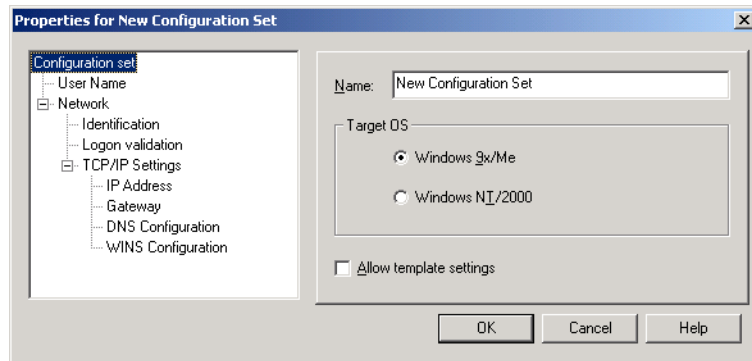 Properties for New Configuration Set
Configuration set
User Name
Network
Identification
Logon validation
TCP/IP Settings
IP Address
Gateway
DNS Configuration
WINS Configuration
Name: New Configuration Set
Target OS
Windows 9x/Me
Windows NT/2000
Allow template settings
OK Cancel Help